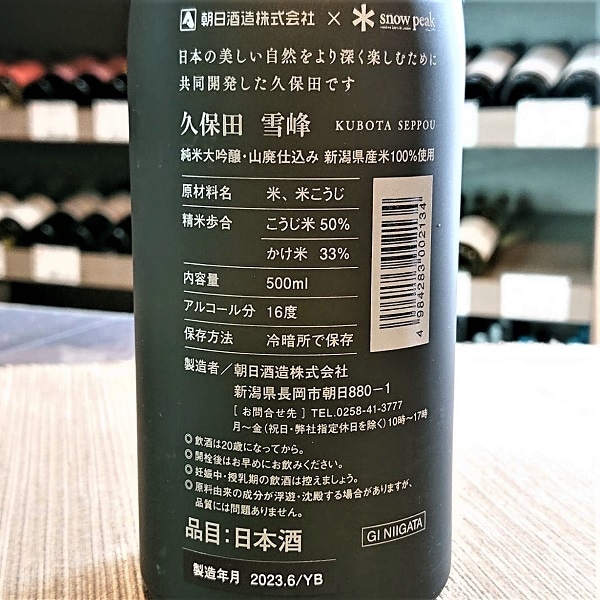 朝日酒造株式会社 × snow peak
日本の美しい自然をより深く楽しむために
共同開発した久保田です
久保田 雪峰 KUBOTA SEPPOU
純米大吟醸・山廃仕込み 新潟県産米100%使用
原材料名 米、米こうじ
精米歩合 こうじ米 50%
かけ米 33%
内容量 500ml
アルコール分 16度
保存方法 冷暗所で保存
4 984283 002134
製造者/朝日酒造株式会社
新潟県長岡市朝日880-1
[お問合せ先] TEL.0258-41-3777
月~金(祝日・弊社指定休日を除く)10時~17時
◎飲酒は20歳になってから。
◎開栓後はお早めにお飲みください。
◎妊娠中・授乳期の飲酒は控えましょう。
◎原料由来の成分が浮遊・沈殿する場合がありますが、
品質には問題ありません。
品目:日本酒
GI NIIGATA
製造年月 2023.6/YB